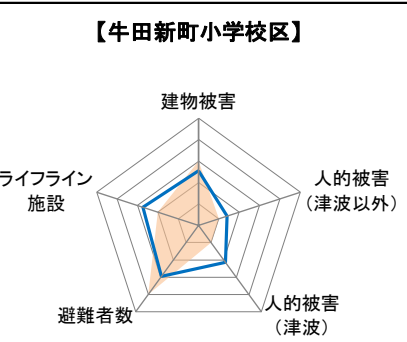 【牛田新町小学校区】
建物被害
ライフライン
施設
人的被害
（津波以外）
避難者数
人的被害
（津波）